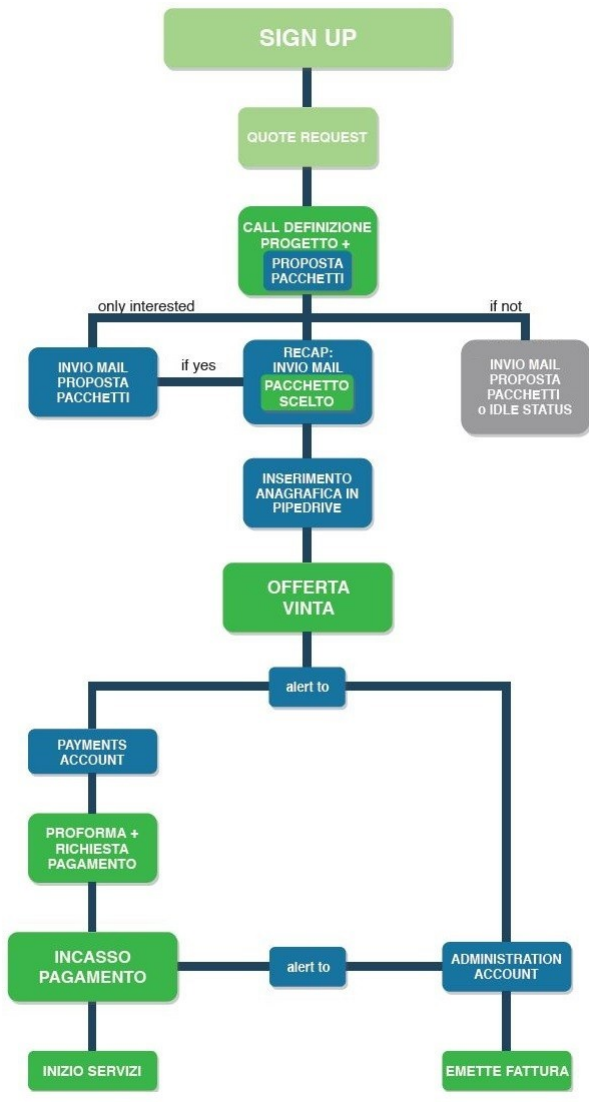 SIGN UP
QUOTE REQUEST
CALL DEFINIZIONE
PROGETTO +
PROPOSTA
PACCHETTI
only interested
if not
INVIO MAIL
PROPOSTA
PACCHETTI
if yes
RECAP:
INVIO MAIL
PACCHETTO
SCELTO
INVIO MAIL
PROPOSTA
PACCHETTI
o IDLE STATUS
INSERIMENTO
ANAGRAFICA IN
PIPEDRIVE
OFFERTA
VINTA
alert to
PAYMENTS
ACCOUNT
PROFORMA +
RICHIESTA
PAGAMENTO
INCASSO
PAGAMENTO
alert to
ADMINISTRATION
ACCOUNT
INIZIO SERVIZI
EMETTE FATTURA